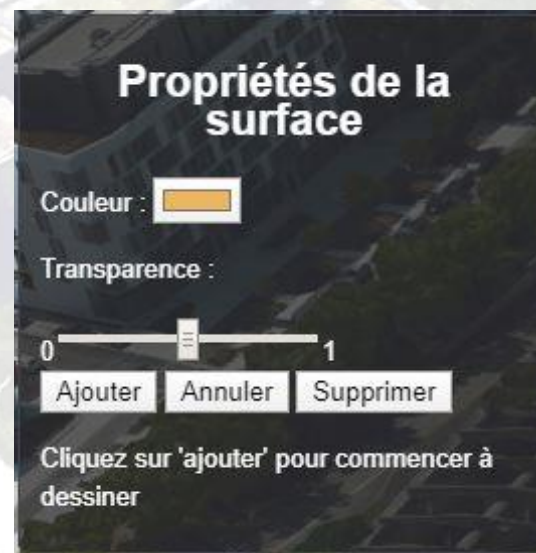 Propriétés de la
surface
Couleur :
Transparence :
0 1
Ajouter Annuler Supprimer
Cliquez sur 'ajouter' pour commencer à
dessiner